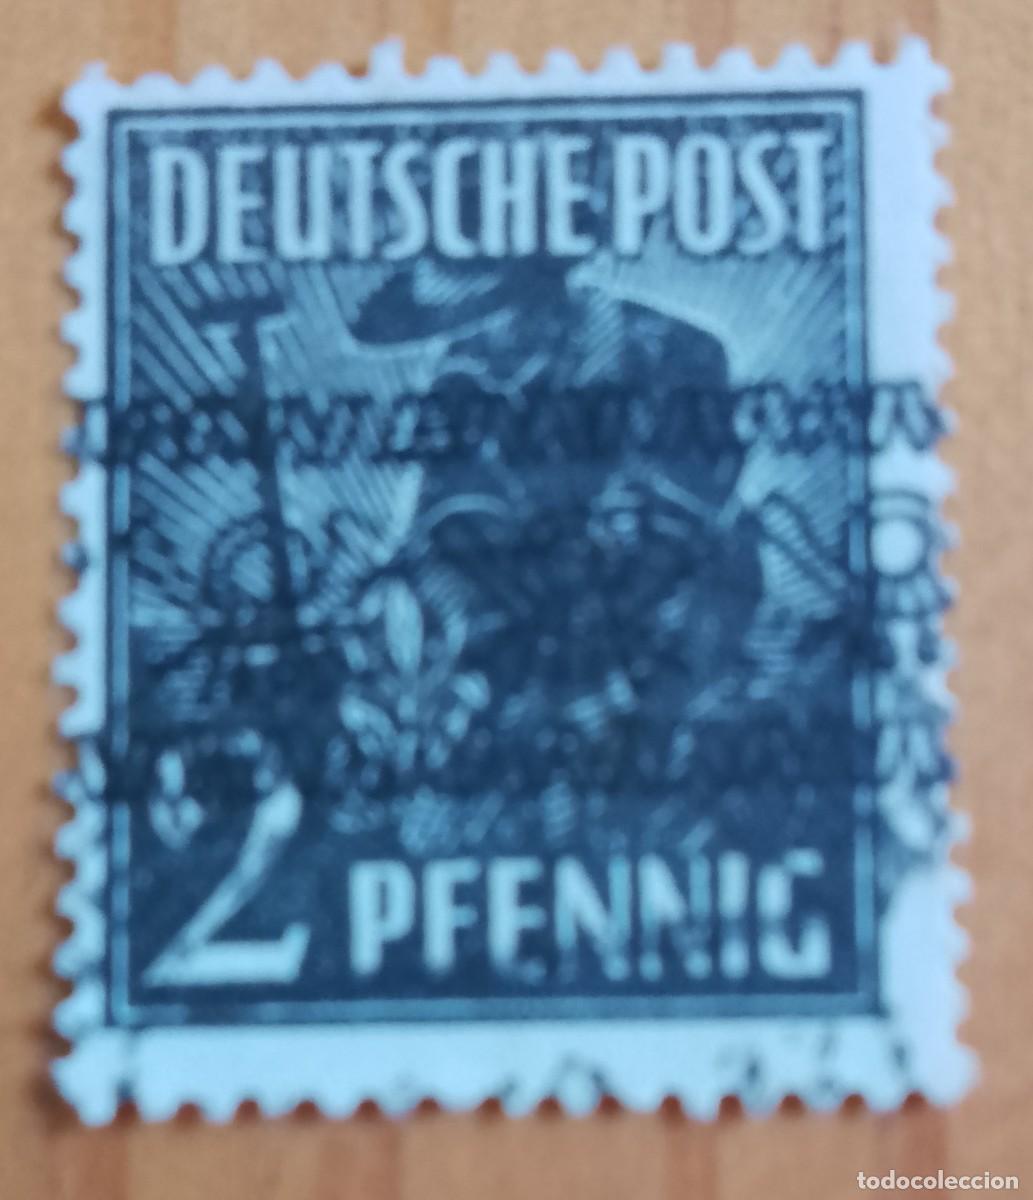 DEUTSCHE POST
2 PFENNIG
todocoleccion